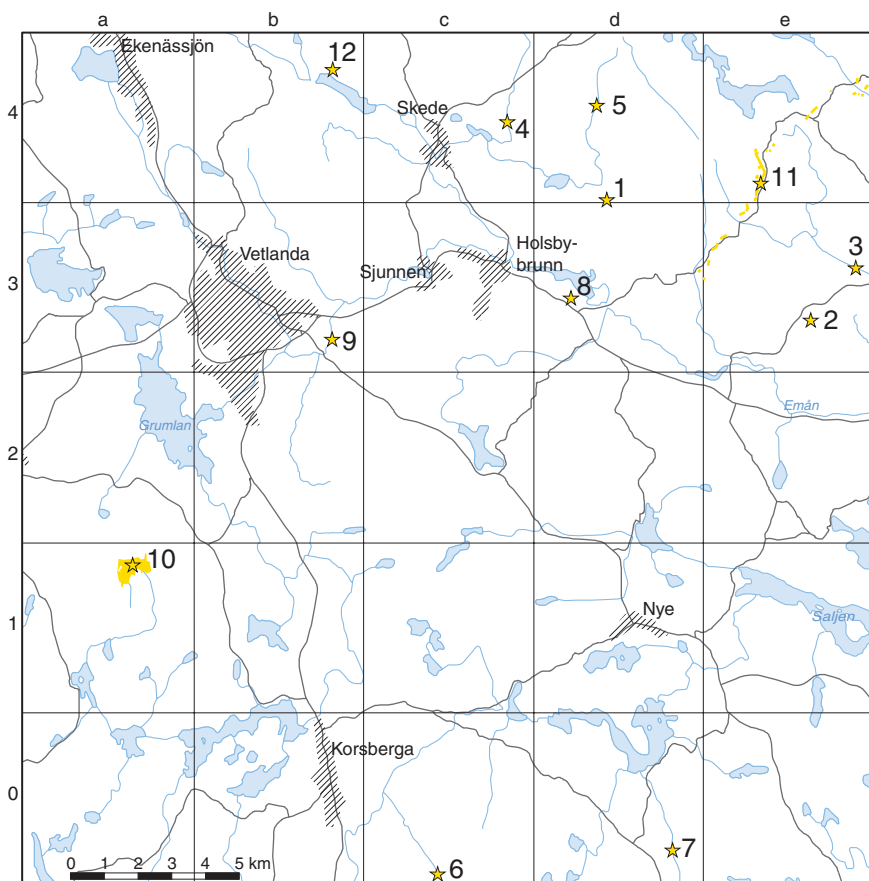 a b c d e
Ekenässjön
12
4
Skede
4
5
1
11
3
Vetlanda
Sjunnen
Holsby-
brunn
3
8
2
9
Emån
Grumlan
2
10
1
Nye
Saljen
Korsberga
0
7
6
0 1 2 3 4 5 km